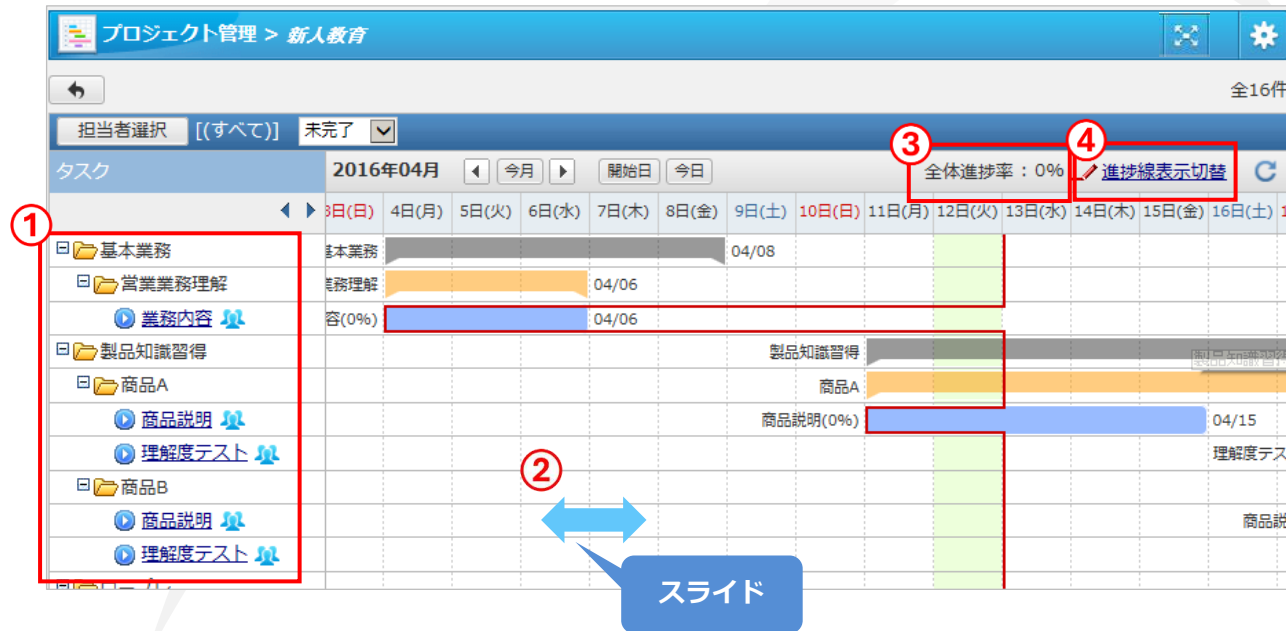 プロジェクト管理 > 新人教育
全16件
担当者選択 [(すべて)] 未完了
③ ④
タスク 2016年04月 今月 開始日 今日 全体進捗率：0% 進捗線表示切替
① 3日(日) 4日(月) 5日(火) 6日(水) 7日(木) 8日(金) 9日(土) 10日(日) 11日(月) 12日(火) 13日(水) 14日(木) 15日(金) 16日(土) 1
基本業務 基本業務 04/08
営業業務理解 業務理解 04/06
業務内容 容(0%) 04/06
製品知識習得 製品知識習得 製品知識習得
商品A 商品A
商品説明 商品説明(0%) 04/15
理解度テスト 理解度テス
商品B ②
商品説明 商品説
理解度テスト
スライド